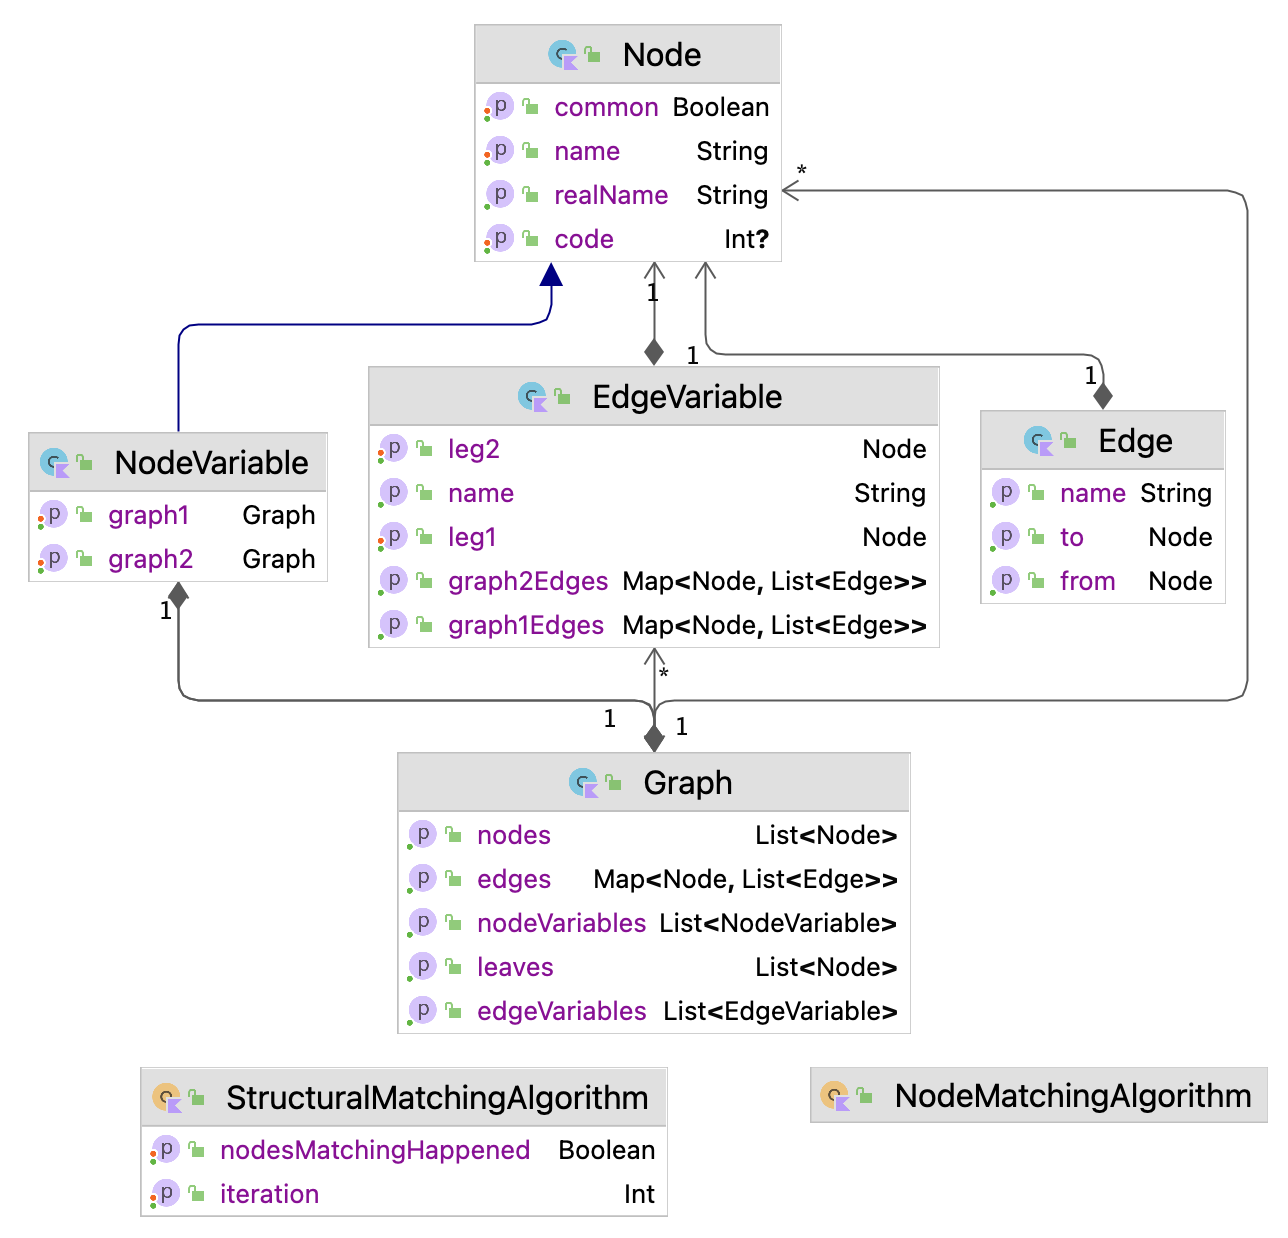 Node
common Boolean
name String
realName String
code Int?
*
1
1
1
EdgeVariable
leg2 Node
name String
leg1 Node
graph2Edges Map<Node, List<Edge>>
graph1Edges Map<Node, List<Edge>>
Edge
name String
to Node
from Node
NodeVariable
graph1 Graph
graph2 Graph
1
*
1
1
Graph
nodes List<Node>
edges Map<Node, List<Edge>>
nodeVariables List<NodeVariable>
leaves List<Node>
edgeVariables List<EdgeVariable>
StructuralMatchingAlgorithm
nodesMatchingHappened Boolean
iteration Int
NodeMatchingAlgorithm